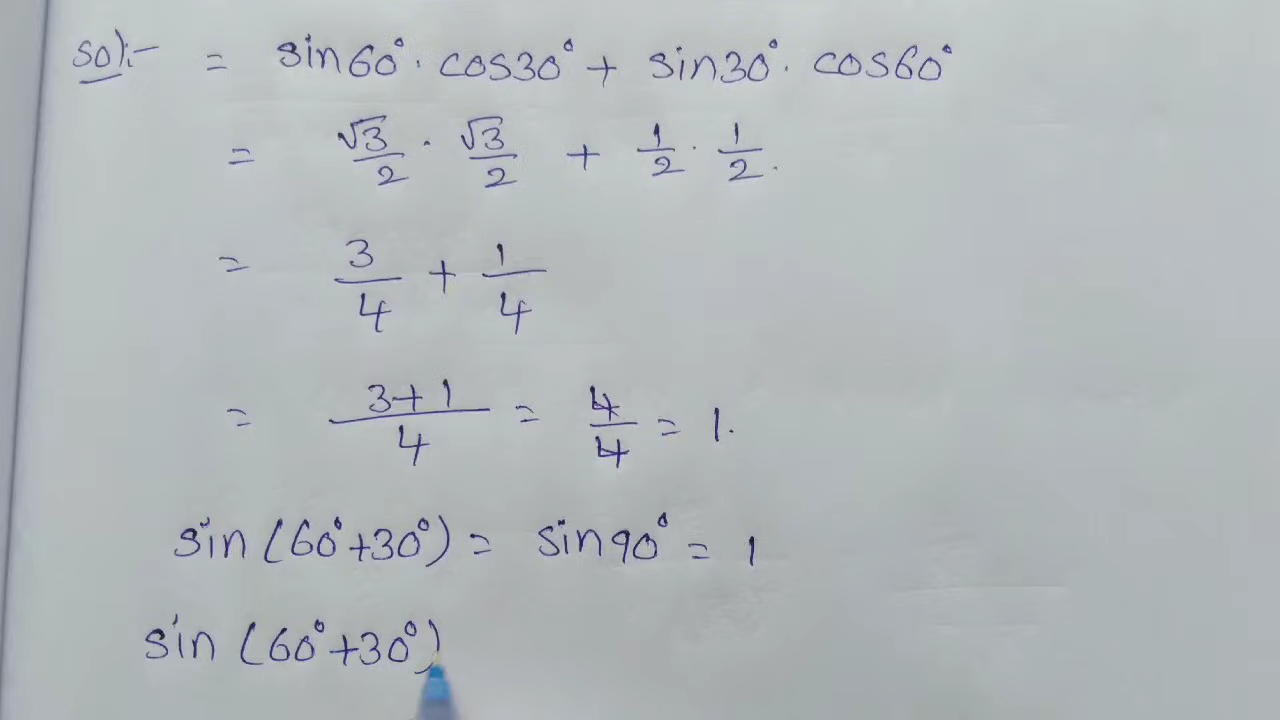 Sol:- = sin60° · cos30° + sin30° · cos60°
= √3/2 · √3/2 + 1/2 · 1/2.
= 3/4 + 1/4
= 3+1/4 = 4/4 = 1.
sin (60°+30°) = sin90° = 1
sin (60°+30°)